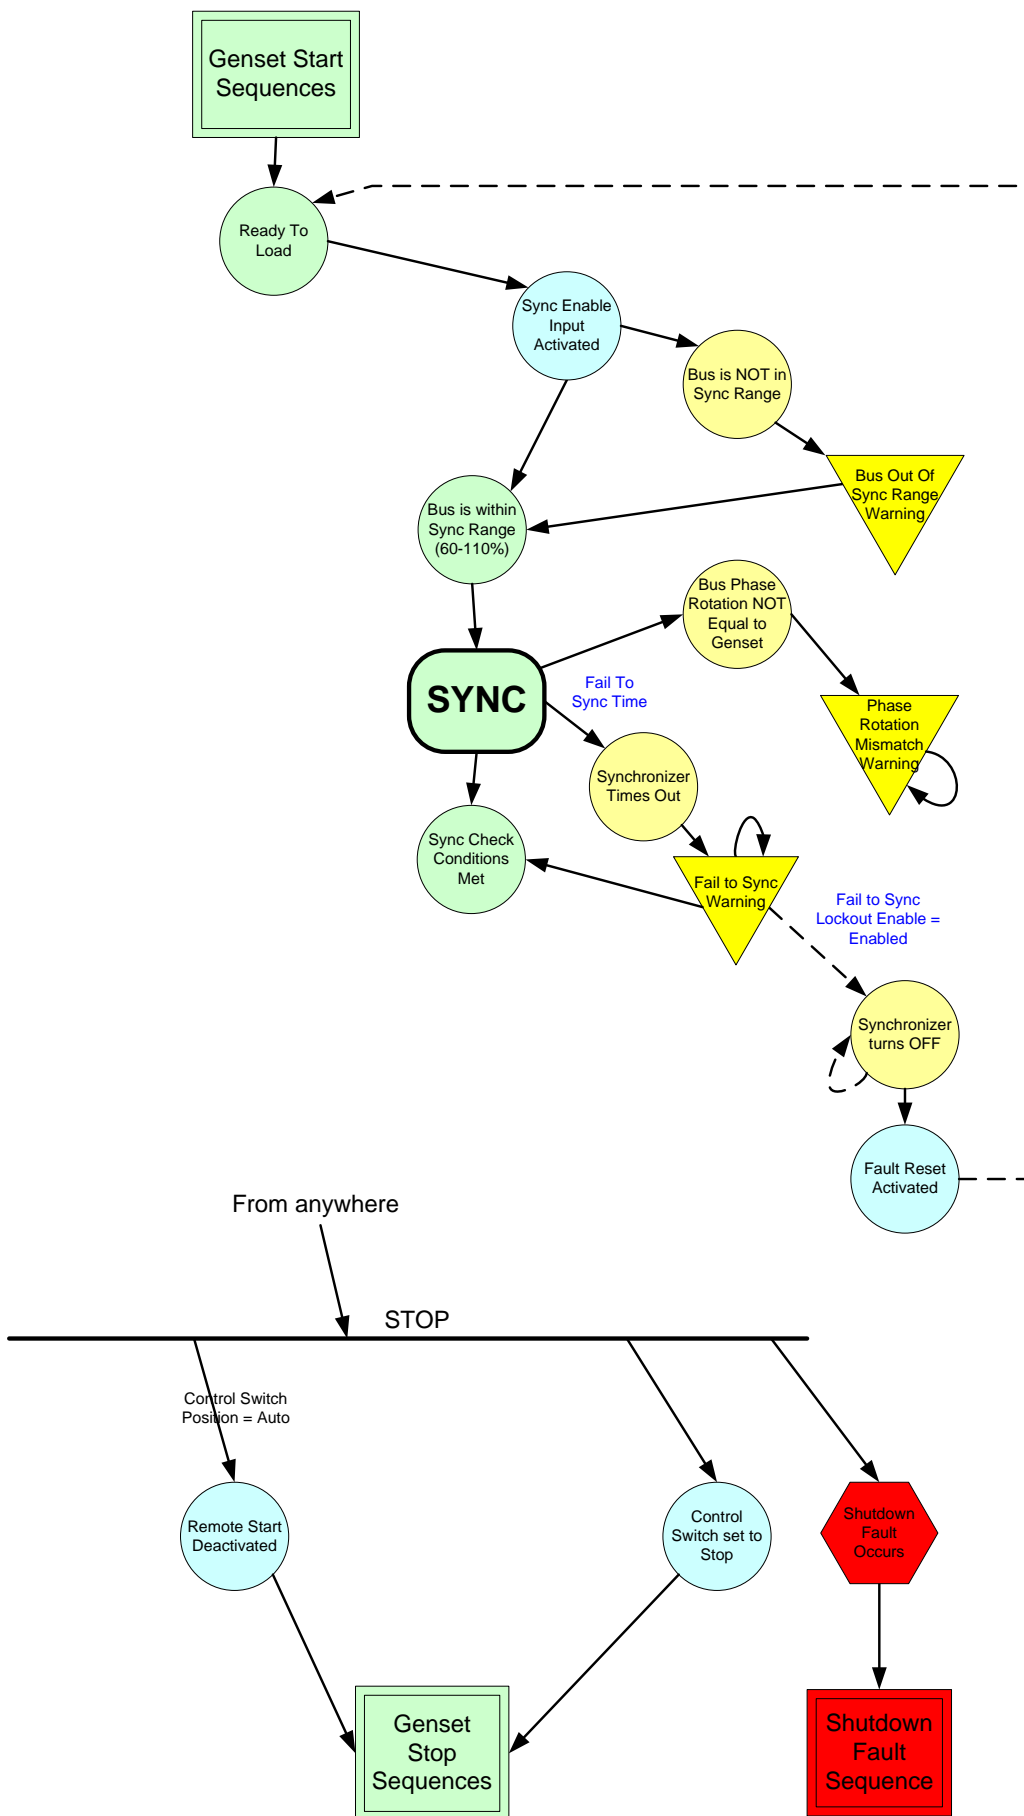 Genset Start
Sequences
Ready To
Load
Sync Enable
Input
Activated
Bus is NOT in
Sync Range
Bus Out Of
Sync Range
Warning
Bus is within
Sync Range
(60-110%)
Bus Phase
Rotation NOT
Equal to
Genset
SYNC
Fail To
Sync Time
Phase
Rotation
Mismatch
Warning
Synchronizer
Times Out
Sync Check
Conditions
Met
Fail to Sync
Warning
Fail to Sync
Lockout Enable =
Enabled
Synchronizer
turns OFF
Fault Reset
Activated
From anywhere
STOP
Control Switch
Position = Auto
Remote Start
Deactivated
Control
Switch set to
Stop
Shutdown
Fault
Occurs
Genset
Stop
Sequences
Shutdown
Fault
Sequence